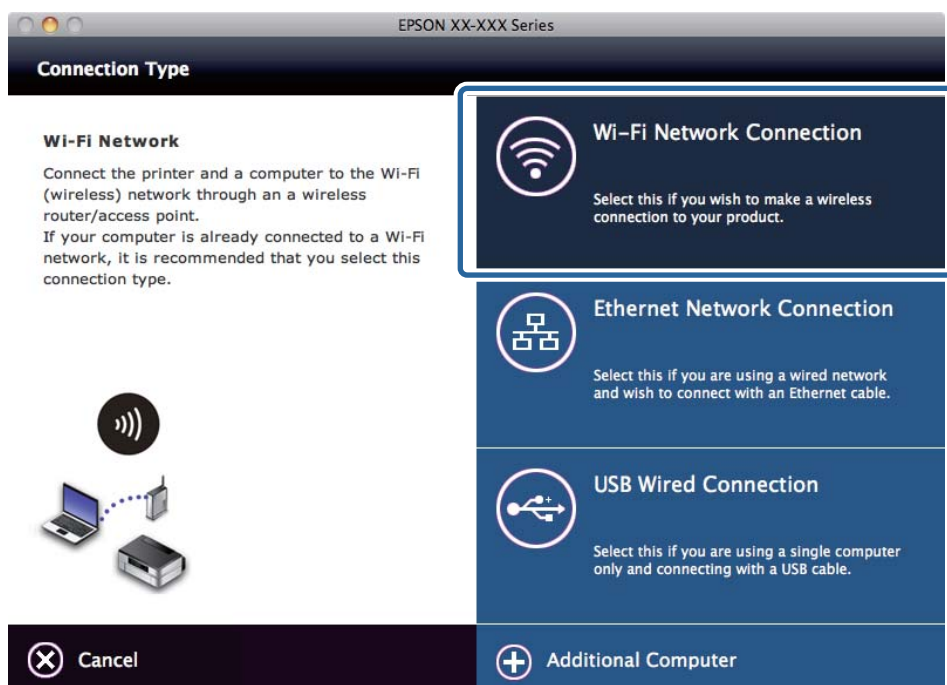 EPSON XX-XXX Series
Connection Type
Wi-Fi Network
Connect the printer and a computer to the Wi-Fi
(wireless) network through an a wireless
router/access point.
If your computer is already connected to a Wi-Fi
network, it is recommended that you select this
connection type.
Wi-Fi Network Connection
Select this if you wish to make a wireless
connection to your product.
Ethernet Network Connection
Select this if you are using a wired network
and wish to connect with an Ethernet cable.
USB Wired Connection
Select this if you are using a single computer
only and connecting with a USB cable.
Cancel
Additional Computer